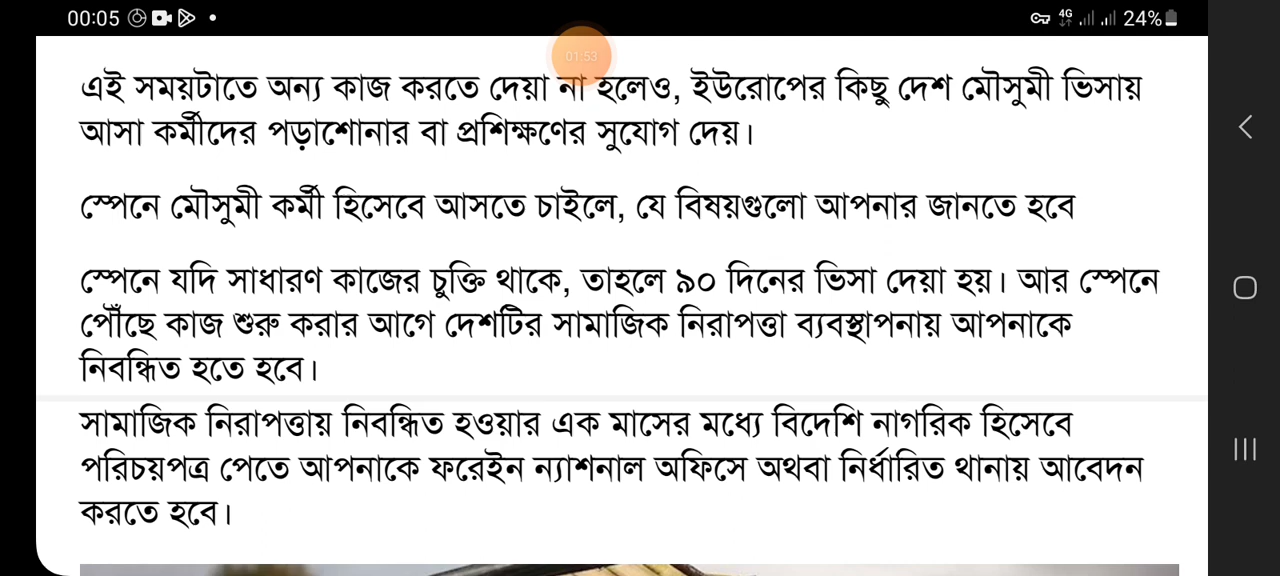 00:05
4G
24%
01:53
এই সময়টাতে অন্য কাজ করতে দেয়া না হলেও, ইউরোপের কিছু দেশ মৌসুমী ভিসায়
আসা কর্মীদের পড়াশোনার বা প্রশিক্ষণের সুযোগ দেয়।
স্পেনে মৌসুমী কর্মী হিসেবে আসতে চাইলে, যে বিষয়গুলো আপনার জানতে হবে
স্পেনে যদি সাধারণ কাজের চুক্তি থাকে, তাহলে ৯০ দিনের ভিসা দেয়া হয়। আর স্পেনে
পৌঁছে কাজ শুরু করার আগে দেশটির সামাজিক নিরাপত্তা ব্যবস্থাপনায় আপনাকে
নিবন্ধিত হতে হবে।
সামাজিক নিরাপত্তায় নিবন্ধিত হওয়ার এক মাসের মধ্যে বিদেশি নাগরিক হিসেবে
পরিচয়পত্র পেতে আপনাকে ফরেইন ন্যাশনাল অফিসে অথবা নির্ধারিত থানায় আবেদন
করতে হবে।